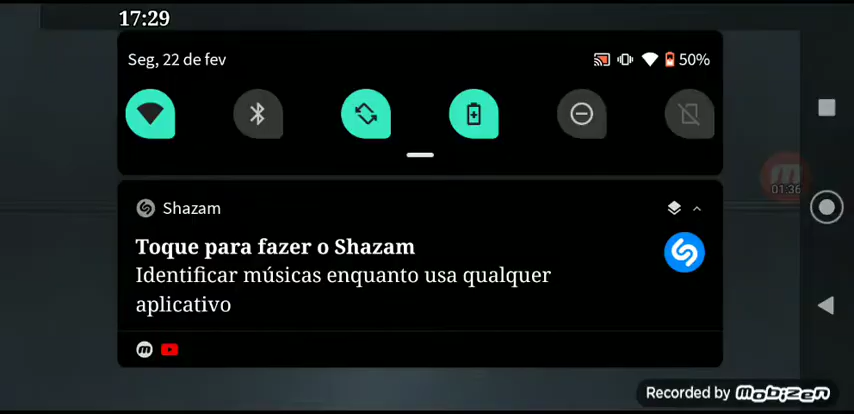 17:29
Seg, 22 de fev
50%
Shazam
Toque para fazer o Shazam
Identificar músicas enquanto usa qualquer
aplicativo
01:36
Recorded by Mobizen